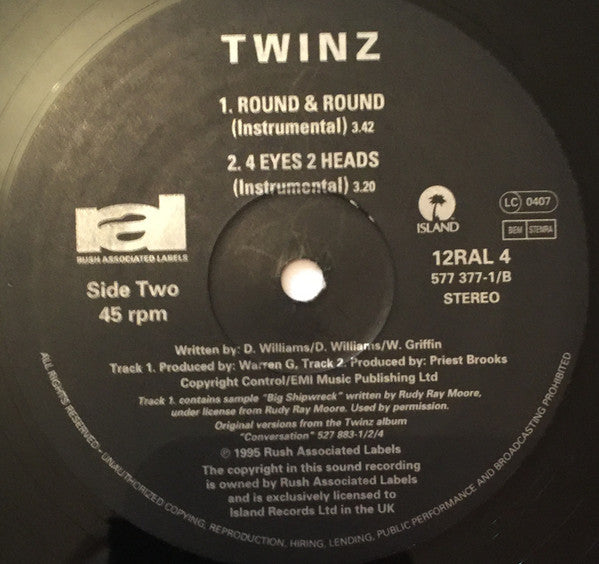 TWINZ
1. ROUND & ROUND
(Instrumental) 3.42
2. 4 EYES 2 HEADS
(Instrumental) 3.20
ral
RUSH ASSOCIATED LABELS
Side Two
45 rpm
ISLAND
LC 0407
BIEM STEMRA
12RAL 4
577 377-1/B
STEREO
Written by: D. Williams/D. Williams/W. Griffin
Track 1. Produced by: Warren G, Track 2. Produced by: Priest Brooks
Copyright Control/EMI Music Publishing Ltd
Track 1. contains sample "Big Shipwreck" written by Rudy Ray Moore,
under license from Rudy Ray Moore. Used by permission.
Original versions from the Twinz album
"Conversation" 527 883-1/2/4
℗ 1995 Rush Associated Labels
The copyright in this sound recording
is owned by Rush Associated Labels
and is exclusively licensed to
Island Records Ltd in the UK
ALL RIGHTS RESERVED - UNAUTHORIZED COPYING, REPRODUCTION, HIRING, LENDING, PUBLIC PERFORMANCE AND BROADCASTING PROHIBITED